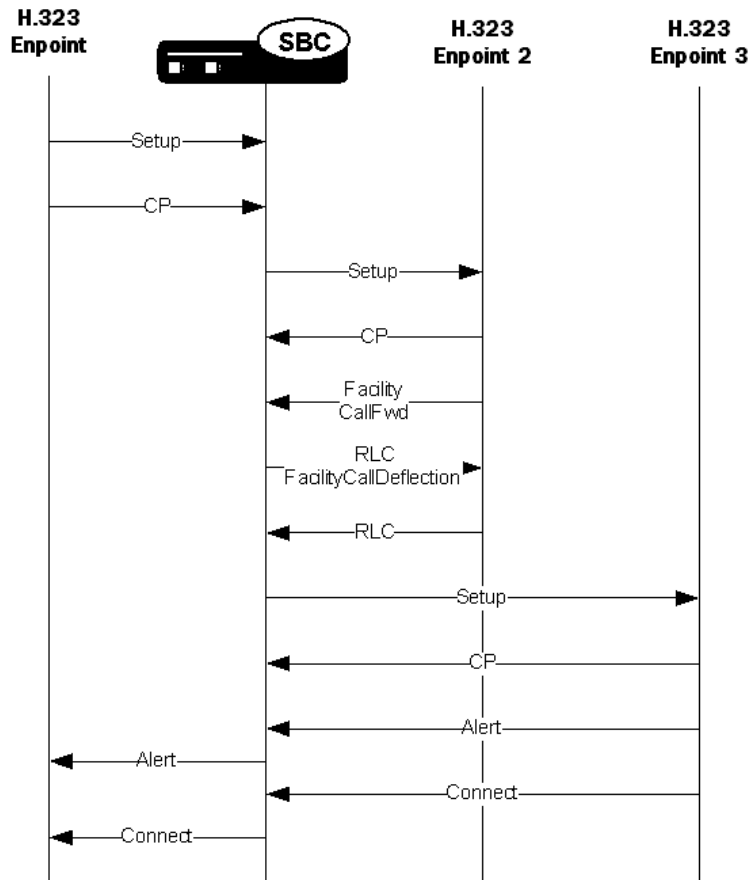 H.323
Enpoint
SBC
H.323
Enpoint 2
H.323
Enpoint 3
Setup
CP
Setup
CP
Facility
CallFwd
RLC
FacilityCallDeflection
RLC
Setup
CP
Alert
Alert
Connect
Connect